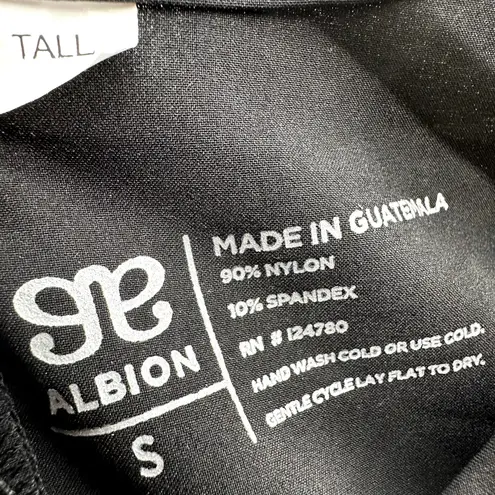 TALL
ALBION
S
MADE IN GUATEMALA
90% NYLON
10% SPANDEX
RN # 124780
HAND WASH COLD OR USE COLD.
GENTLE CYCLE LAY FLAT TO DRY.